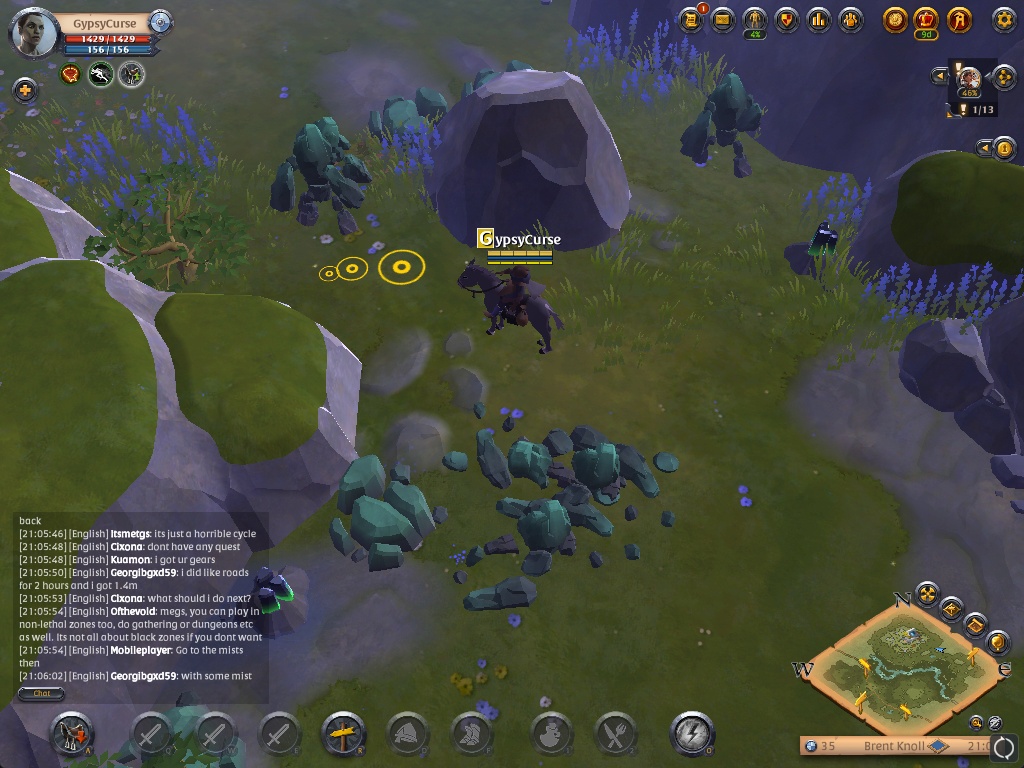 GypsyCurse
1429 / 1429
156 / 156
1
4%
9d
46%
1/13
1
GypsyCurse
back
[21:05:46] [English] Itsmetgs: its just a horrible cycle
[21:05:48] [English] Cixona: dont have any quest
[21:05:48] [English] Kuamon: i got ur gears
[21:05:50] [English] Georgibgxd59: i did like roads
for 2 hours and i got 1.4m
[21:05:53] [English] Cixona: what should i do next?
[21:05:54] [English] Ofthevold: megs, you can play in
non-lethal zones too, do gathering or dungeons etc
as well. Its not all about black zones if you dont want
[21:05:54] [English] Mobileplayer: Go to the mists
then
[21:06:02] [English] Georgibgxd59: with some mist
Chat
N
W
E
A
Q
W
E
R
D
F
O
35
Brent Knoll